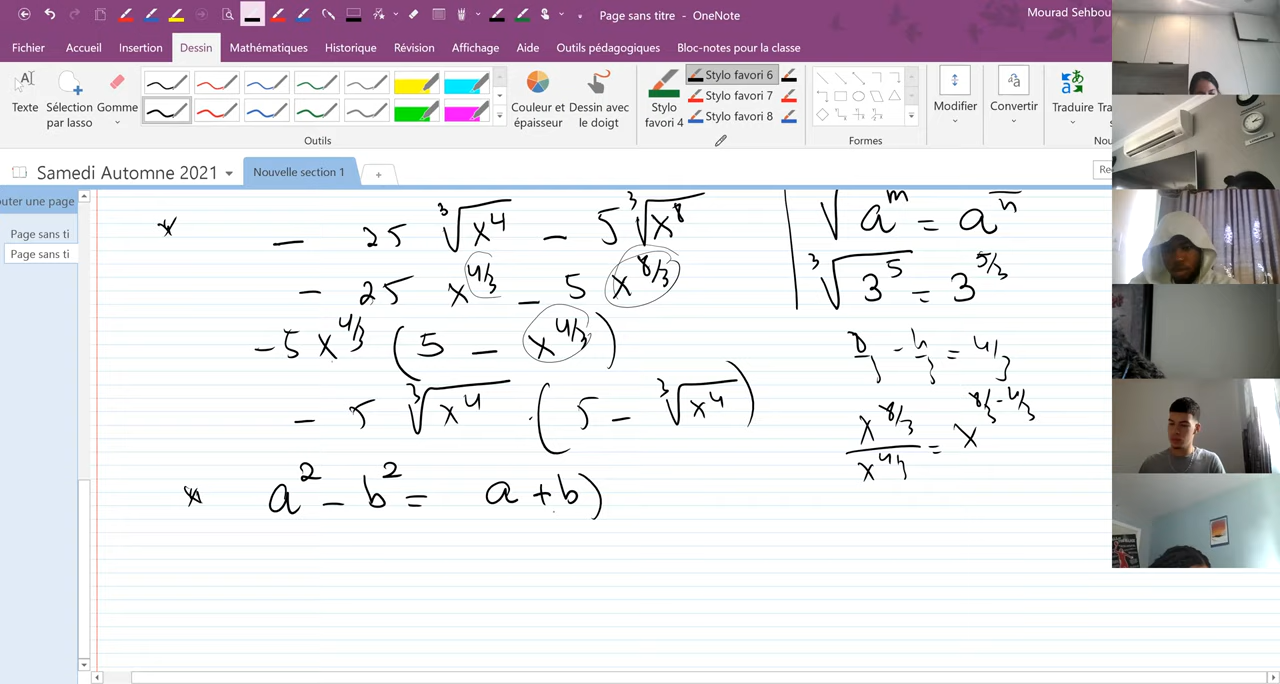 Page sans titre - OneNote
Mourad Sehbou
Fichier Accueil Insertion Dessin Mathématiques Historique Révision Affichage Aide Outils pédagogiques Bloc-notes pour la classe
Texte
Sélection par lasso
Gomme
Couleur et épaisseur
Dessin avec le doigt
Stylo favori 4
Stylo favori 6
Stylo favori 7
Stylo favori 8
Modifier
Convertir
Traduire
Outils
Formes
Samedi Automne 2021
Nouvelle section 1
+
outer une page
Page sans ti
Page sans ti
* − 25 ∛x⁴ − 5 ∛x⁸
− 25 x^{4/3} − 5 x^{8/3}
−5 x^{4/3} (5 − x^{4/3})
− 5 ∛x⁴ · (5 − ∛x⁴)
* a² − b² = a + b)
√a^m = a^{m/n}
∛3⁵ = 3^{5/3}
8/3 − 4/3 = 4/3
x^{8/3} / x^{4/3} = x^{8/3 − 4/3}